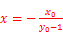 x = − x₀/(y₀−1)